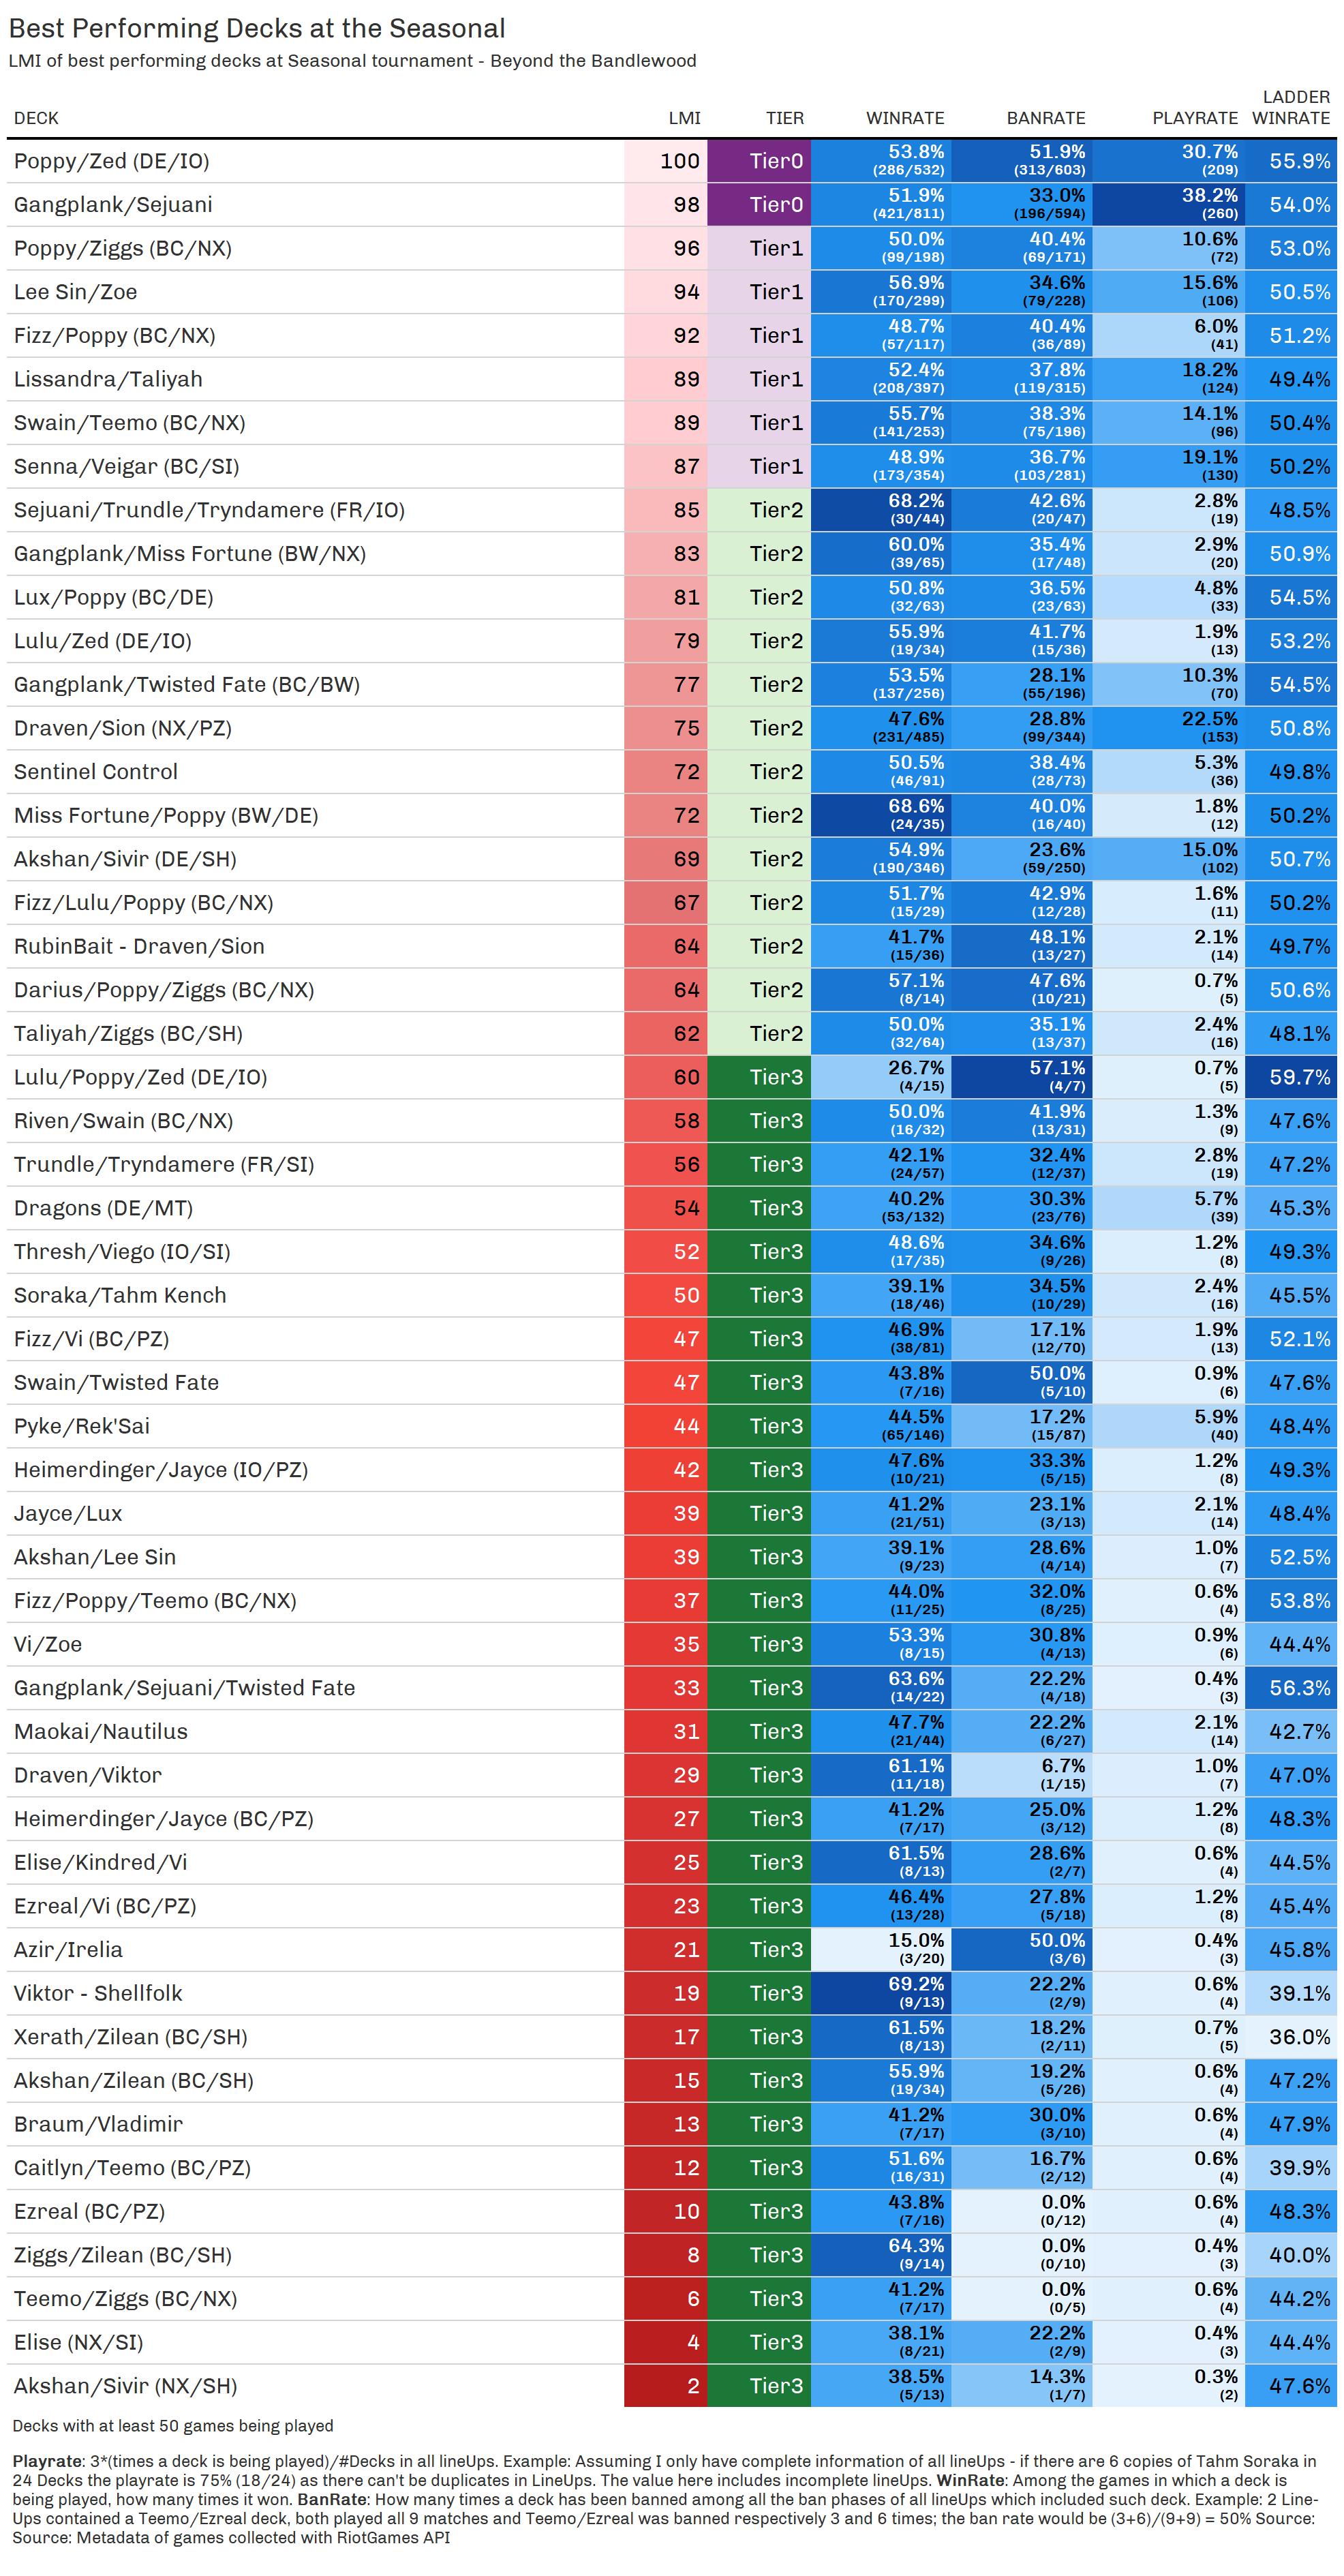 Best Performing Decks at the Seasonal
LMI of best performing decks at Seasonal tournament - Beyond the Bandlewood
DECK LMI TIER WINRATE BANRATE PLAYRATE LADDER WINRATE
Poppy/Zed (DE/IO) 100 Tier0 53.8% (286/532) 51.9% (313/603) 30.7% (209) 55.9%
Gangplank/Sejuani 98 Tier0 51.9% (421/811) 33.0% (196/594) 38.2% (260) 54.0%
Poppy/Ziggs (BC/NX) 96 Tier1 50.0% (99/198) 40.4% (69/171) 10.6% (72) 53.0%
Lee Sin/Zoe 94 Tier1 56.9% (170/299) 34.6% (79/228) 15.6% (106) 50.5%
Fizz/Poppy (BC/NX) 92 Tier1 48.7% (57/117) 40.4% (36/89) 6.0% (41) 51.2%
Lissandra/Taliyah 89 Tier1 52.4% (208/397) 37.8% (119/315) 18.2% (124) 49.4%
Swain/Teemo (BC/NX) 89 Tier1 55.7% (141/253) 38.3% (75/196) 14.1% (96) 50.4%
Senna/Veigar (BC/SI) 87 Tier1 48.9% (173/354) 36.7% (103/281) 19.1% (130) 50.2%
Sejuani/Trundle/Tryndamere (FR/IO) 85 Tier2 68.2% (30/44) 42.6% (20/47) 2.8% (19) 48.5%
Gangplank/Miss Fortune (BW/NX) 83 Tier2 60.0% (39/65) 35.4% (17/48) 2.9% (20) 50.9%
Lux/Poppy (BC/DE) 81 Tier2 50.8% (32/63) 36.5% (23/63) 4.8% (33) 54.5%
Lulu/Zed (DE/IO) 79 Tier2 55.9% (19/34) 41.7% (15/36) 1.9% (13) 53.2%
Gangplank/Twisted Fate (BC/BW) 77 Tier2 53.5% (137/256) 28.1% (55/196) 10.3% (70) 54.5%
Draven/Sion (NX/PZ) 75 Tier2 47.6% (231/485) 28.8% (99/344) 22.5% (153) 50.8%
Sentinel Control 72 Tier2 50.5% (46/91) 38.4% (28/73) 5.3% (36) 49.8%
Miss Fortune/Poppy (BW/DE) 72 Tier2 68.6% (24/35) 40.0% (16/40) 1.8% (12) 50.2%
Akshan/Sivir (DE/SH) 69 Tier2 54.9% (190/346) 23.6% (59/250) 15.0% (102) 50.7%
Fizz/Lulu/Poppy (BC/NX) 67 Tier2 51.7% (15/29) 42.9% (12/28) 1.6% (11) 50.2%
RubinBait - Draven/Sion 64 Tier2 41.7% (15/36) 48.1% (13/27) 2.1% (14) 49.7%
Darius/Poppy/Ziggs (BC/NX) 64 Tier2 57.1% (8/14) 47.6% (10/21) 0.7% (5) 50.6%
Taliyah/Ziggs (BC/SH) 62 Tier2 50.0% (32/64) 35.1% (13/37) 2.4% (16) 48.1%
Lulu/Poppy/Zed (DE/IO) 60 Tier3 26.7% (4/15) 57.1% (4/7) 0.7% (5) 59.7%
Riven/Swain (BC/NX) 58 Tier3 50.0% (16/32) 41.9% (13/31) 1.3% (9) 47.6%
Trundle/Tryndamere (FR/SI) 56 Tier3 42.1% (24/57) 32.4% (12/37) 2.8% (19) 47.2%
Dragons (DE/MT) 54 Tier3 40.2% (53/132) 30.3% (23/76) 5.7% (39) 45.3%
Thresh/Viego (IO/SI) 52 Tier3 48.6% (17/35) 34.6% (9/26) 1.2% (8) 49.3%
Soraka/Tahm Kench 50 Tier3 39.1% (18/46) 34.5% (10/29) 2.4% (16) 45.5%
Fizz/Vi (BC/PZ) 47 Tier3 46.9% (38/81) 17.1% (12/70) 1.9% (13) 52.1%
Swain/Twisted Fate 47 Tier3 43.8% (7/16) 50.0% (5/10) 0.9% (6) 47.6%
Pyke/Rek'Sai 44 Tier3 44.5% (65/146) 17.2% (15/87) 5.9% (40) 48.4%
Heimerdinger/Jayce (IO/PZ) 42 Tier3 47.6% (10/21) 33.3% (5/15) 1.2% (8) 49.3%
Jayce/Lux 39 Tier3 41.2% (21/51) 23.1% (3/13) 2.1% (14) 48.4%
Akshan/Lee Sin 39 Tier3 39.1% (9/23) 28.6% (4/14) 1.0% (7) 52.5%
Fizz/Poppy/Teemo (BC/NX) 37 Tier3 44.0% (11/25) 32.0% (8/25) 0.6% (4) 53.8%
Vi/Zoe 35 Tier3 53.3% (8/15) 30.8% (4/13) 0.9% (6) 44.4%
Gangplank/Sejuani/Twisted Fate 33 Tier3 63.6% (14/22) 22.2% (4/18) 0.4% (3) 56.3%
Maokai/Nautilus 31 Tier3 47.7% (21/44) 22.2% (6/27) 2.1% (14) 42.7%
Draven/Viktor 29 Tier3 61.1% (11/18) 6.7% (1/15) 1.0% (7) 47.0%
Heimerdinger/Jayce (BC/PZ) 27 Tier3 41.2% (7/17) 25.0% (3/12) 1.2% (8) 48.3%
Elise/Kindred/Vi 25 Tier3 61.5% (8/13) 28.6% (2/7) 0.6% (4) 44.5%
Ezreal/Vi (BC/PZ) 23 Tier3 46.4% (13/28) 27.8% (5/18) 1.2% (8) 45.4%
Azir/Irelia 21 Tier3 15.0% (3/20) 50.0% (3/6) 0.4% (3) 45.8%
Viktor - Shellfolk 19 Tier3 69.2% (9/13) 22.2% (2/9) 0.6% (4) 39.1%
Xerath/Zilean (BC/SH) 17 Tier3 61.5% (8/13) 18.2% (2/11) 0.7% (5) 36.0%
Akshan/Zilean (BC/SH) 15 Tier3 55.9% (19/34) 19.2% (5/26) 0.6% (4) 47.2%
Braum/Vladimir 13 Tier3 41.2% (7/17) 30.0% (3/10) 0.6% (4) 47.9%
Caitlyn/Teemo (BC/PZ) 12 Tier3 51.6% (16/31) 16.7% (2/12) 0.6% (4) 39.9%
Ezreal (BC/PZ) 10 Tier3 43.8% (7/16) 0.0% (0/12) 0.6% (4) 48.3%
Ziggs/Zilean (BC/SH) 8 Tier3 64.3% (9/14) 0.0% (0/10) 0.4% (3) 40.0%
Teemo/Ziggs (BC/NX) 6 Tier3 41.2% (7/17) 0.0% (0/5) 0.6% (4) 44.2%
Elise (NX/SI) 4 Tier3 38.1% (8/21) 22.2% (2/9) 0.4% (3) 44.4%
Akshan/Sivir (NX/SH) 2 Tier3 38.5% (5/13) 14.3% (1/7) 0.3% (2) 47.6%
Decks with at least 50 games being played
Playrate: 3*(times a deck is being played)/#Decks in all lineUps. Example: Assuming I only have complete information of all lineUps - if there are 6 copies of Tahm Soraka in
24 Decks the playrate is 75% (18/24) as there can't be duplicates in LineUps. The value here includes incomplete lineUps. WinRate: Among the games in which a deck is
being played, how many times it won. BanRate: How many times a deck has been banned among all the ban phases of all lineUps which included such deck. Example: 2 Line-
Ups contained a Teemo/Ezreal deck, both played all 9 matches and Teemo/Ezreal was banned respectively 3 and 6 times; the ban rate would be (3+6)/(9+9) = 50% Source:
Source: Metadata of games collected with RiotGames API